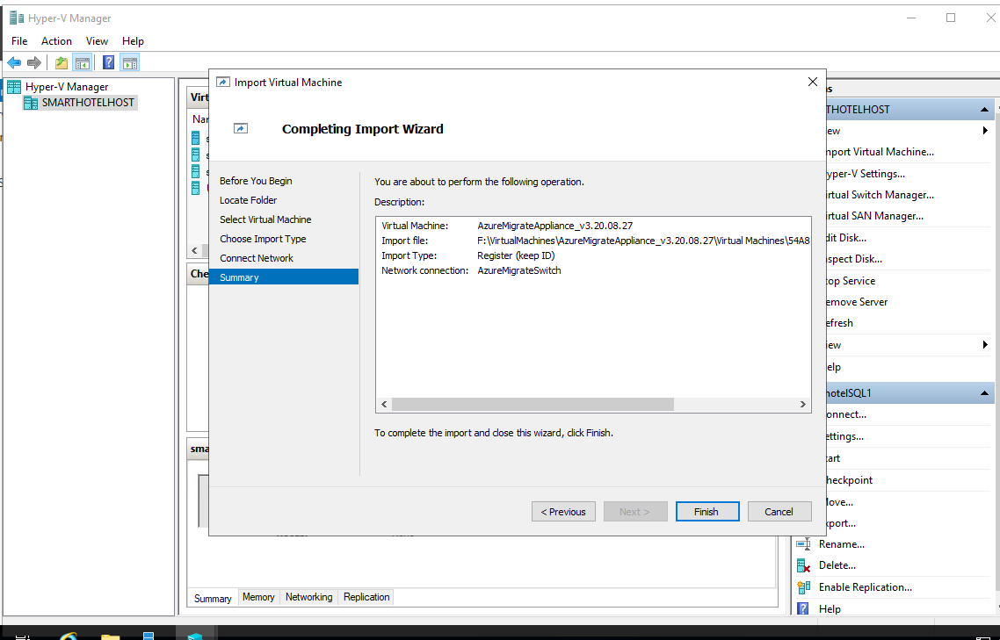 Hyper-V Manager
File Action View Help
Hyper-V Manager
SMARTHOTELHOST
Import Virtual Machine
Completing Import Wizard
Before You Begin
Locate Folder
Select Virtual Machine
Choose Import Type
Connect Network
Summary
You are about to perform the following operation.
Description:
Virtual Machine: AzureMigrateAppliance_v3.20.08.27
Import file: F:\VirtualMachines\AzureMigrateAppliance_v3.20.08.27\Virtual Machines\54A8
Import Type: Register (keep ID)
Network connection: AzureMigrateSwitch
To complete the import and close this wizard, click Finish.
< Previous Next > Finish Cancel
Virt
Nar
Che
sma
Summary Memory Networking Replication
ns
THOTELHOST
ew
mport Virtual Machine...
yper-V Settings...
irtual Switch Manager...
irtual SAN Manager...
dit Disk...
spect Disk...
top Service
emove Server
efresh
iew
elp
hotelSQL1
onnect...
ettings...
tart
heckpoint
Move...
xport...
Rename...
Delete...
Enable Replication...
Help